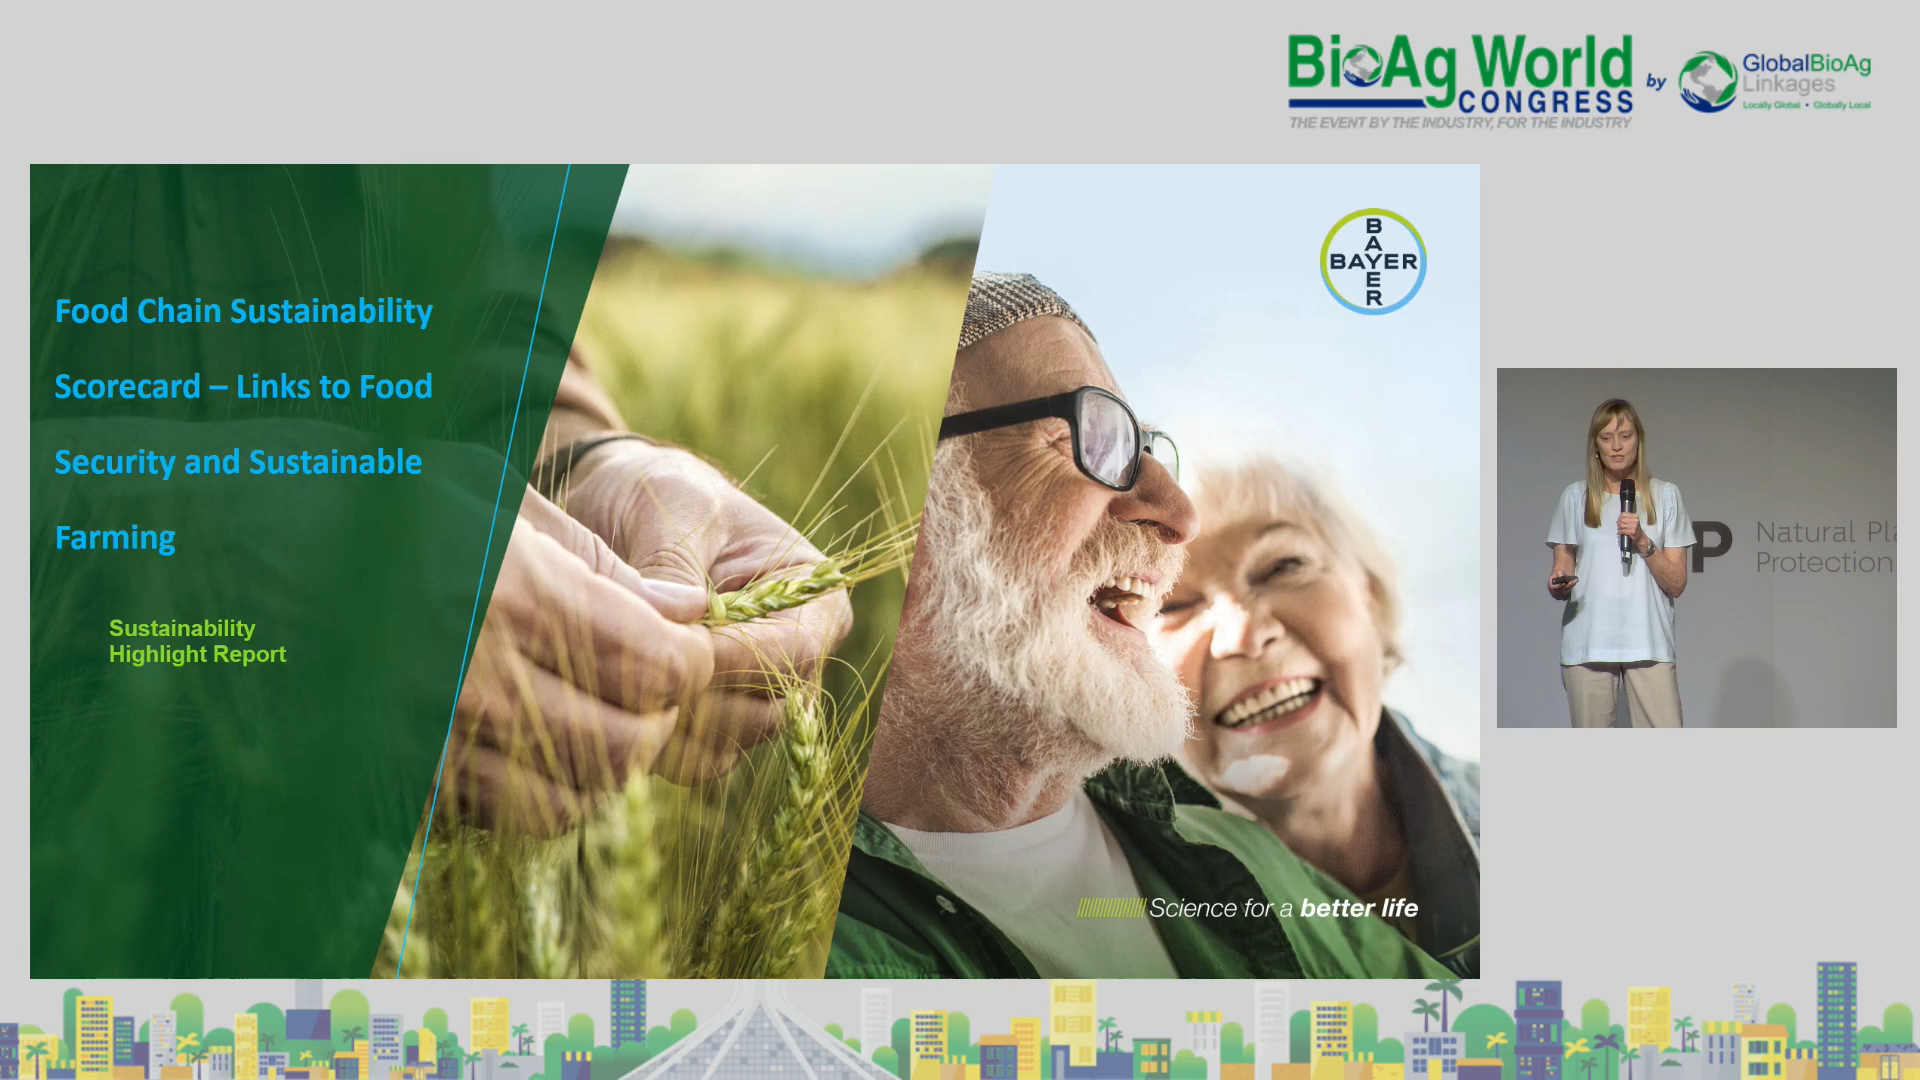 BioAg World
CONGRESS
THE EVENT BY THE INDUSTRY, FOR THE INDUSTRY
by
GlobalBioAg
Linkages
Locally Global • Globally Local
Food Chain Sustainability
Scorecard – Links to Food
Security and Sustainable
Farming
Sustainability
Highlight Report
BAYER
BAYER
Science for a better life
P
Natural Pla
Protection